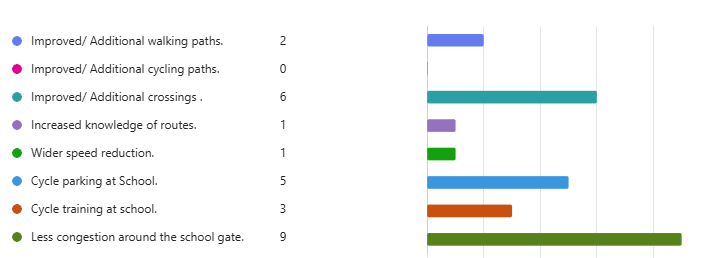 Improved/ Additional walking paths. 2
Improved/ Additional cycling paths. 0
Improved/ Additional crossings . 6
Increased knowledge of routes. 1
Wider speed reduction. 1
Cycle parking at School. 5
Cycle training at school. 3
Less congestion around the school gate. 9